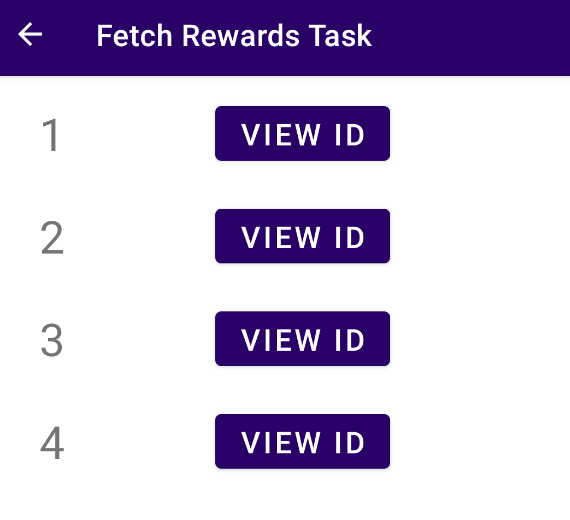 Fetch Rewards Task
1 VIEW ID
2 VIEW ID
3 VIEW ID
4 VIEW ID